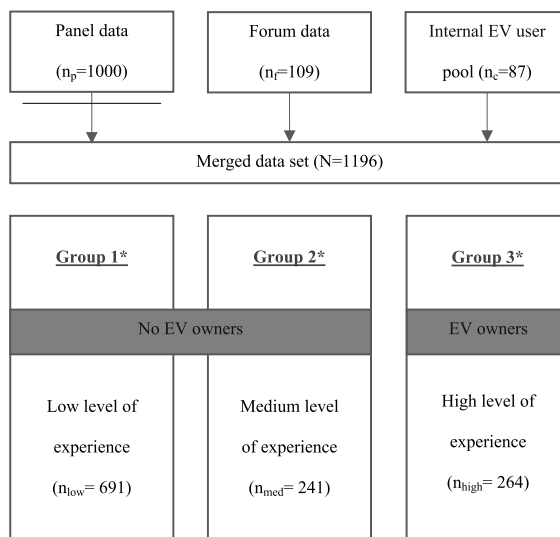 Panel data
(np=1000)
Forum data
(nf=109)
Internal EV user
pool (nc=87)
Merged data set (N=1196)
Group 1*
Group 2*
Group 3*
No EV owners
EV owners
Low level of
experience
(nlow= 691)
Medium level
of experience
(nmed= 241)
High level of
experience
(nhigh= 264)